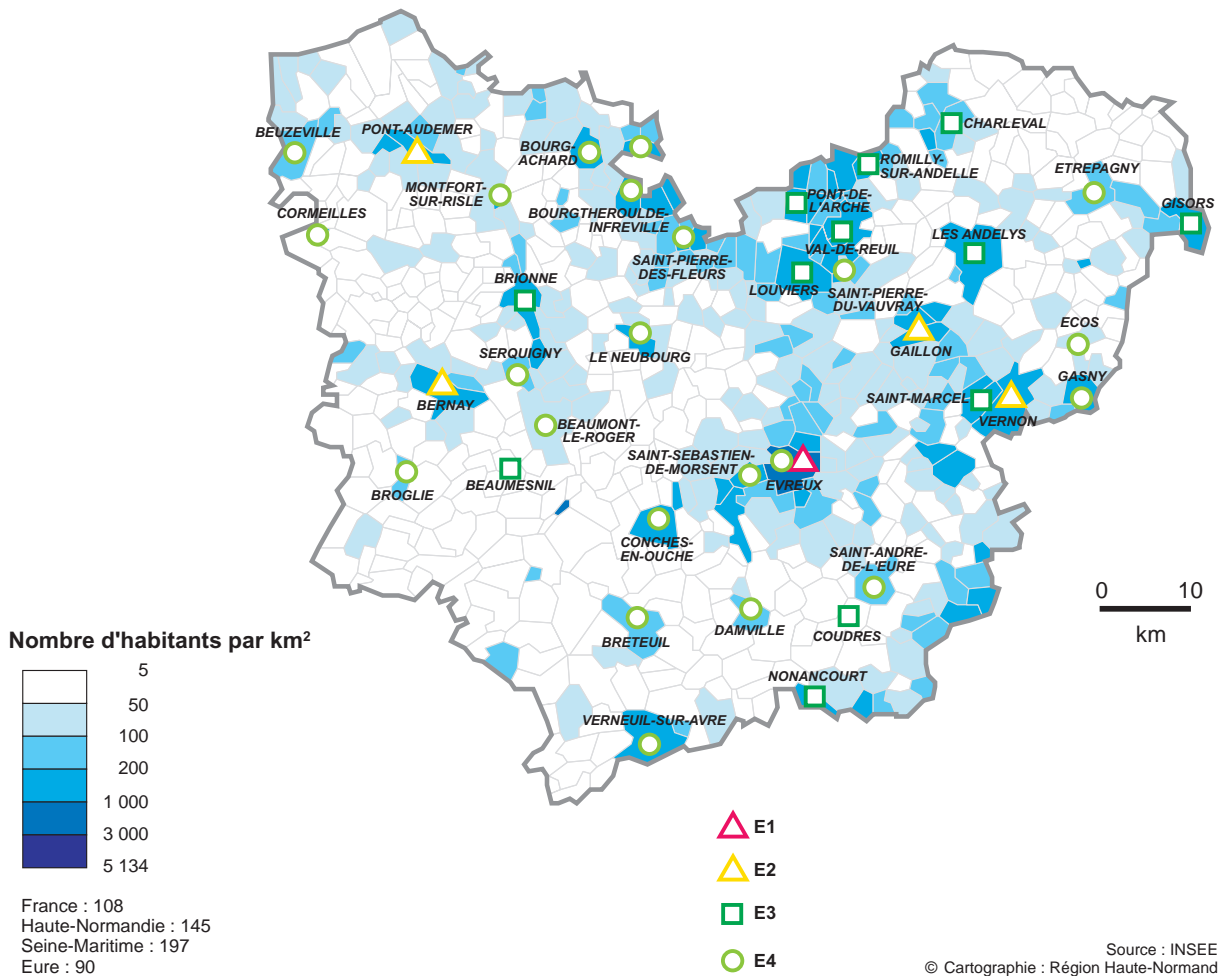 BEUZEVILLE
PONT-AUDEMER
BOURG-
ACHARD
CHARLEVAL
ROMILLY-
SUR-ANDELLE
ETREPAGNY
MONTFORT-
SUR-RISLE
PONT-DE-
L'ARCHE
GISORS
CORMEILLES
BOURGTHEROULDE-
INFREVILLE
VAL-DE-REUIL
LES ANDELYS
SAINT-PIERRE-
DES-FLEURS
BRIONNE
LOUVIERS
SAINT-PIERRE-
DU-VAUVRAY
ECOS
SERQUIGNY
LE NEUBOURG
GAILLON
GASNY
BERNAY
SAINT-MARCEL
VERNON
BEAUMONT-
LE-ROGER
SAINT-SEBASTIEN-
DE-MORSENT
EVREUX
BROGLIE
BEAUMESNIL
CONCHES-
EN-OUCHE
SAINT-ANDRE-
DE-L'EURE
0 10
km
BRETEUIL
DAMVILLE
COUDRES
NONANCOURT
VERNEUIL-SUR-AVRE
Nombre d'habitants par km²
5
50
100
200
1 000
3 000
5 134
France : 108
Haute-Normandie : 145
Seine-Maritime : 197
Eure : 90
E1
E2
E3
E4
Source : INSEE
© Cartographie : Région Haute-Normand